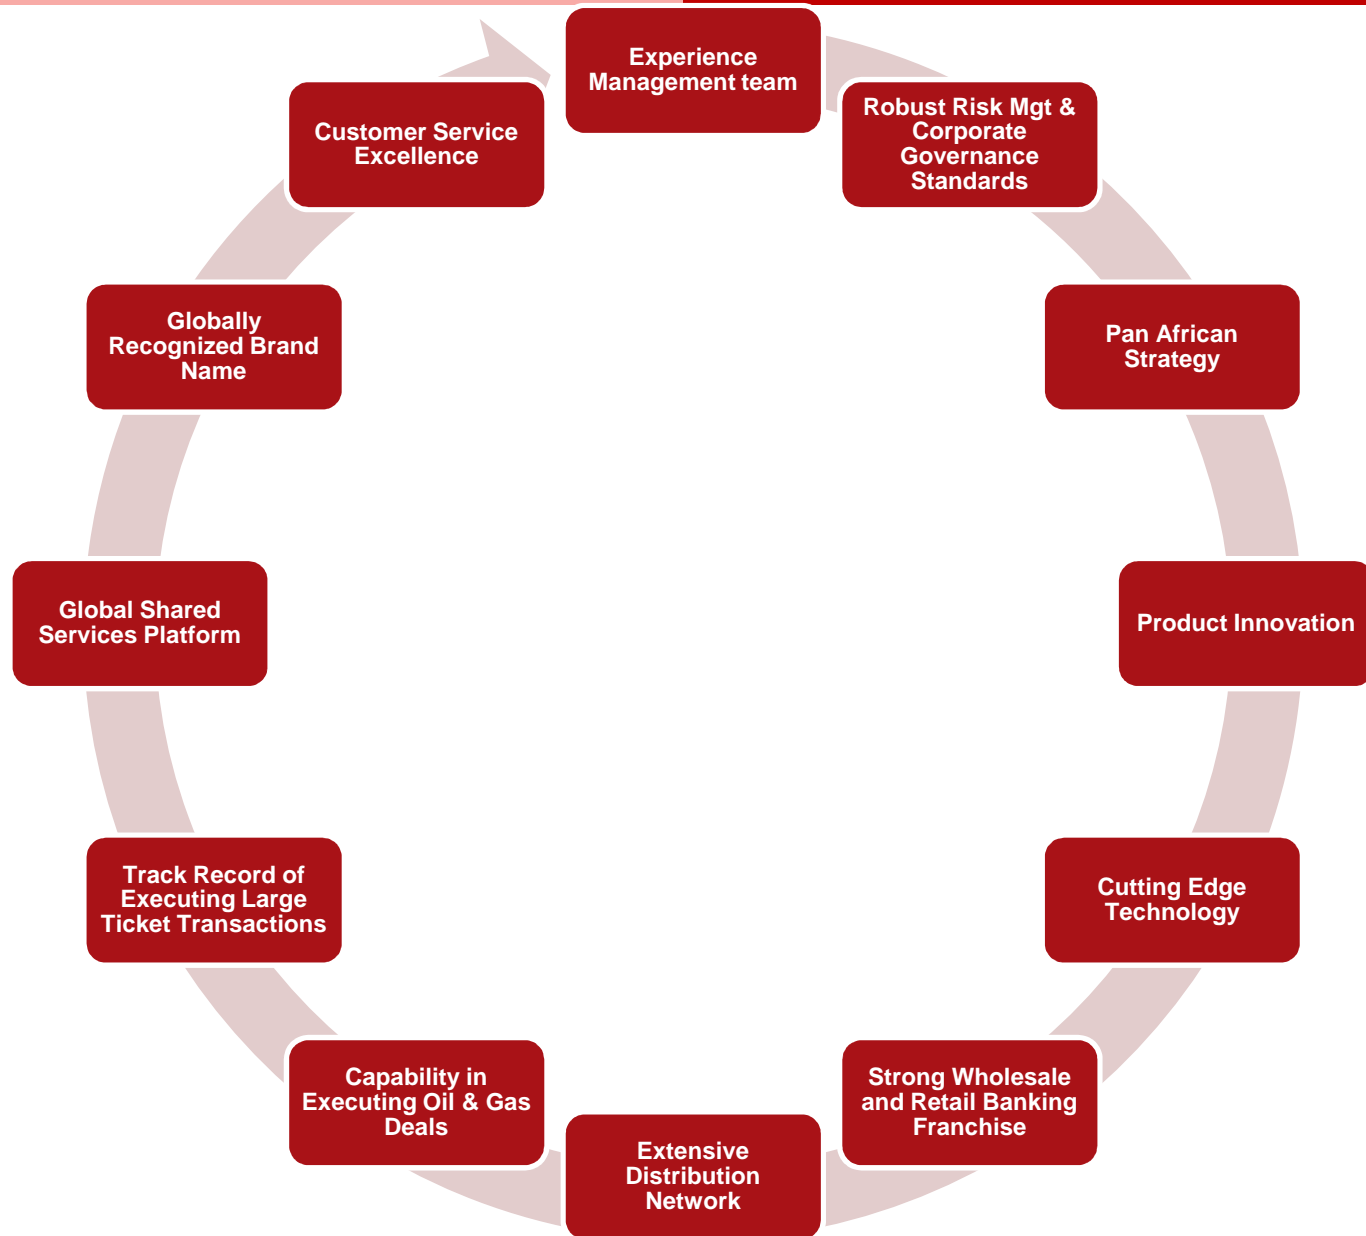 Experience
Management team
Robust Risk Mgt &
Corporate
Governance
Standards
Pan African
Strategy
Product Innovation
Cutting Edge
Technology
Strong Wholesale
and Retail Banking
Franchise
Extensive
Distribution
Network
Capability in
Executing Oil & Gas
Deals
Track Record of
Executing Large
Ticket Transactions
Global Shared
Services Platform
Globally
Recognized Brand
Name
Customer Service
Excellence